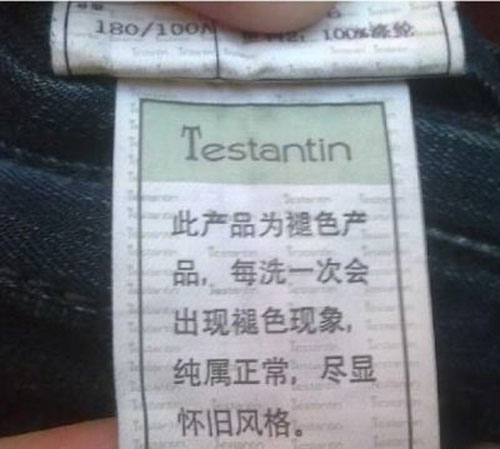 180/100A
100%涤纶
Testantin
此产品为褪色产
品，每洗一次会
出现褪色现象，
纯属正常，尽显
怀旧风格。